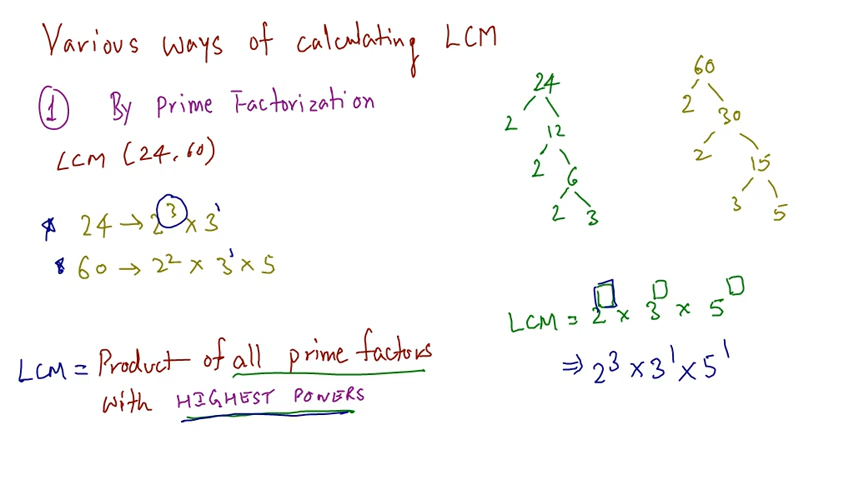 Various ways of calculating LCM
① By Prime Factorization
LCM (24, 60)
24 → 2³ × 3¹
60 → 2² × 3¹ × 5
LCM = Product of all prime factors
with HIGHEST POWERS
24
2 12
2 6
2 3
60
2 30
2 15
3 5
LCM = 2□ × 3□ × 5□
⇒ 2³ × 3¹ × 5¹